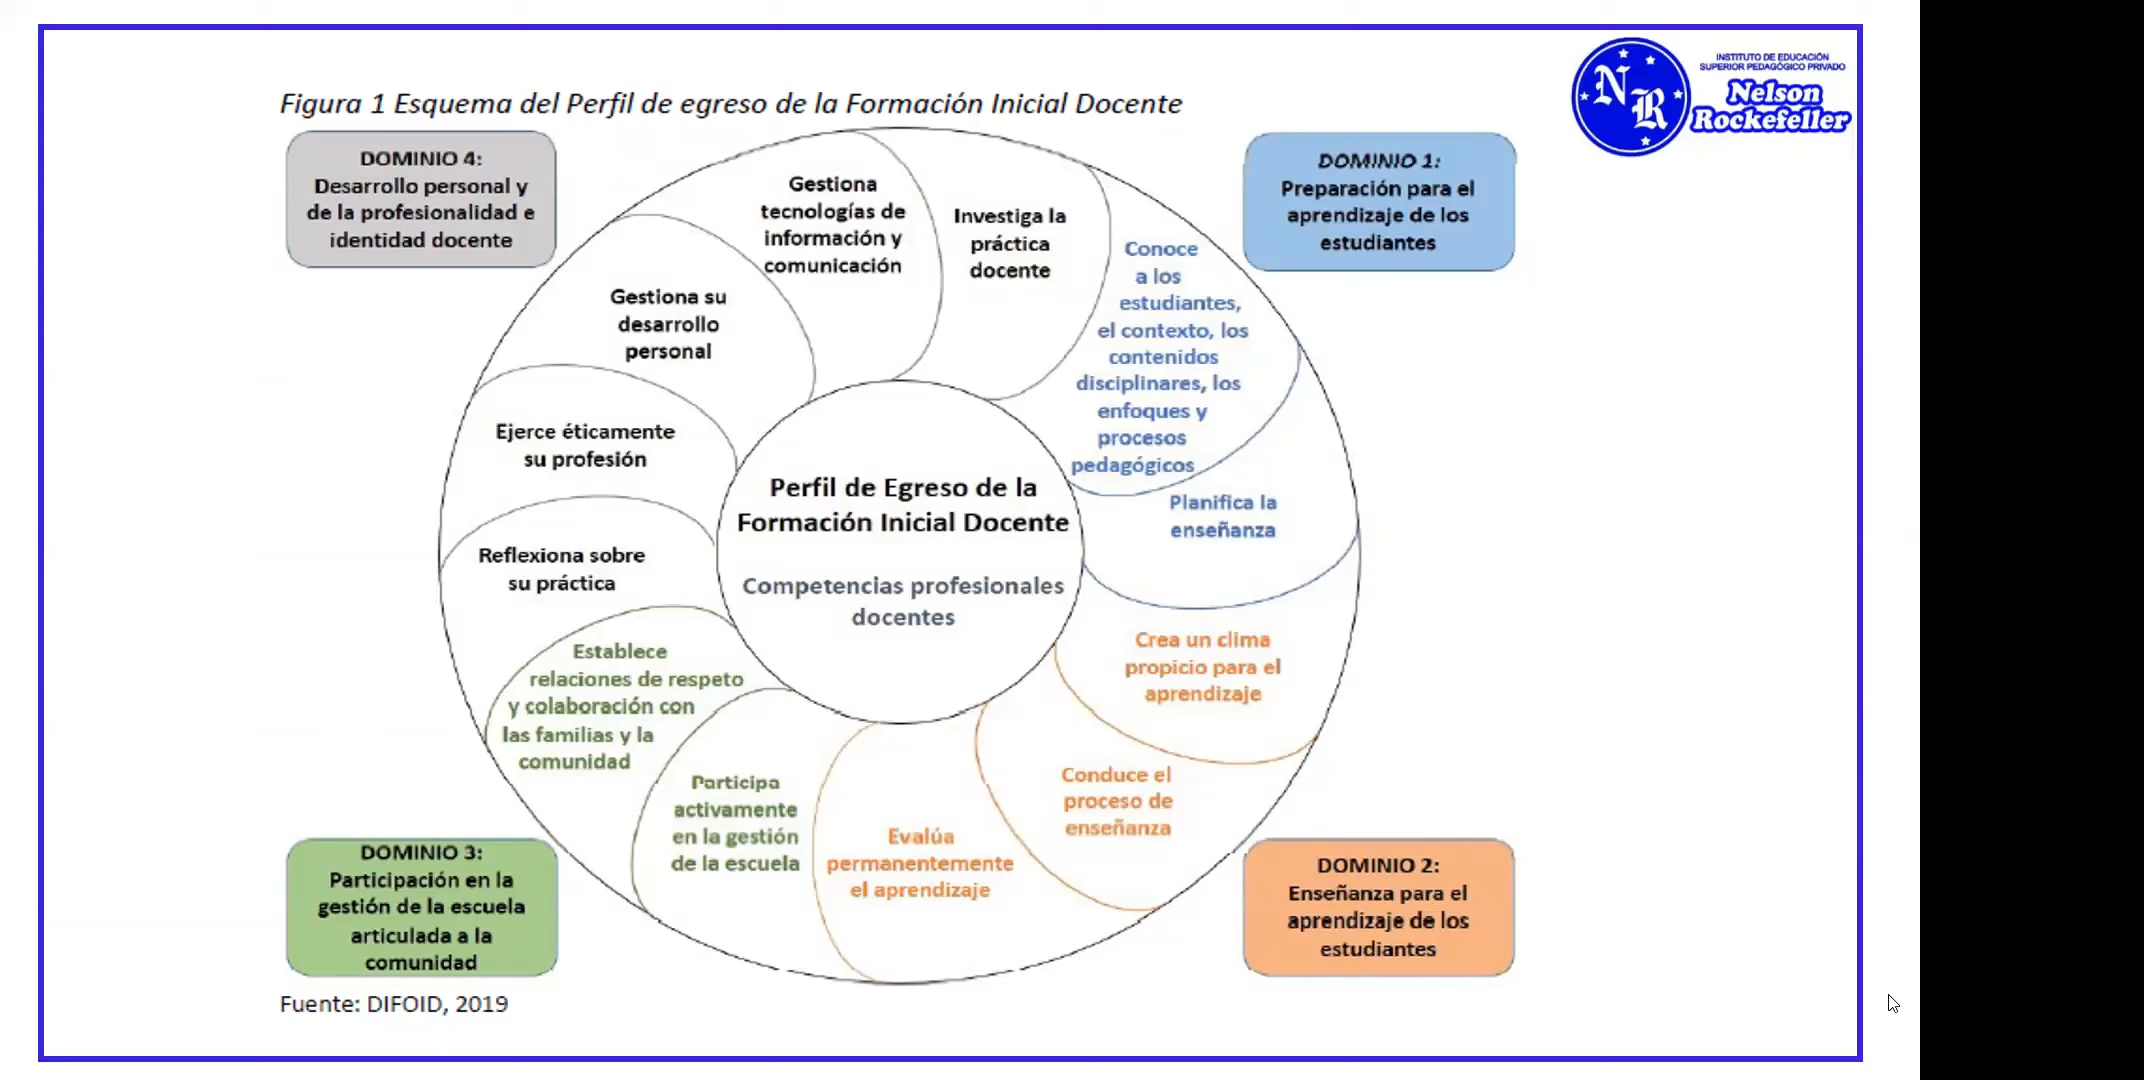 INSTITUTO DE EDUCACIÓN
SUPERIOR PEDAGÓGICO PRIVADO
Nelson
Rockefeller
NR
Figura 1 Esquema del Perfil de egreso de la Formación Inicial Docente
DOMINIO 4:
Desarrollo personal y
de la profesionalidad e
identidad docente
DOMINIO 1:
Preparación para el
aprendizaje de los
estudiantes
Gestiona
tecnologías de
información y
comunicación
Investiga la
práctica
docente
Conoce
a los
estudiantes,
el contexto, los
contenidos
disciplinares, los
enfoques y
procesos
pedagógicos
Gestiona su
desarrollo
personal
Ejerce éticamente
su profesión
Perfil de Egreso de la
Formación Inicial Docente
Competencias profesionales
docentes
Planifica la
enseñanza
Reflexiona sobre
su práctica
Crea un clima
propicio para el
aprendizaje
Establece
relaciones de respeto
y colaboración con
las familias y la
comunidad
Participa
activamente
en la gestión
de la escuela
Evalúa
permanentemente
el aprendizaje
Conduce el
proceso de
enseñanza
DOMINIO 3:
Participación en la
gestión de la escuela
articulada a la
comunidad
DOMINIO 2:
Enseñanza para el
aprendizaje de los
estudiantes
Fuente: DIFOID, 2019